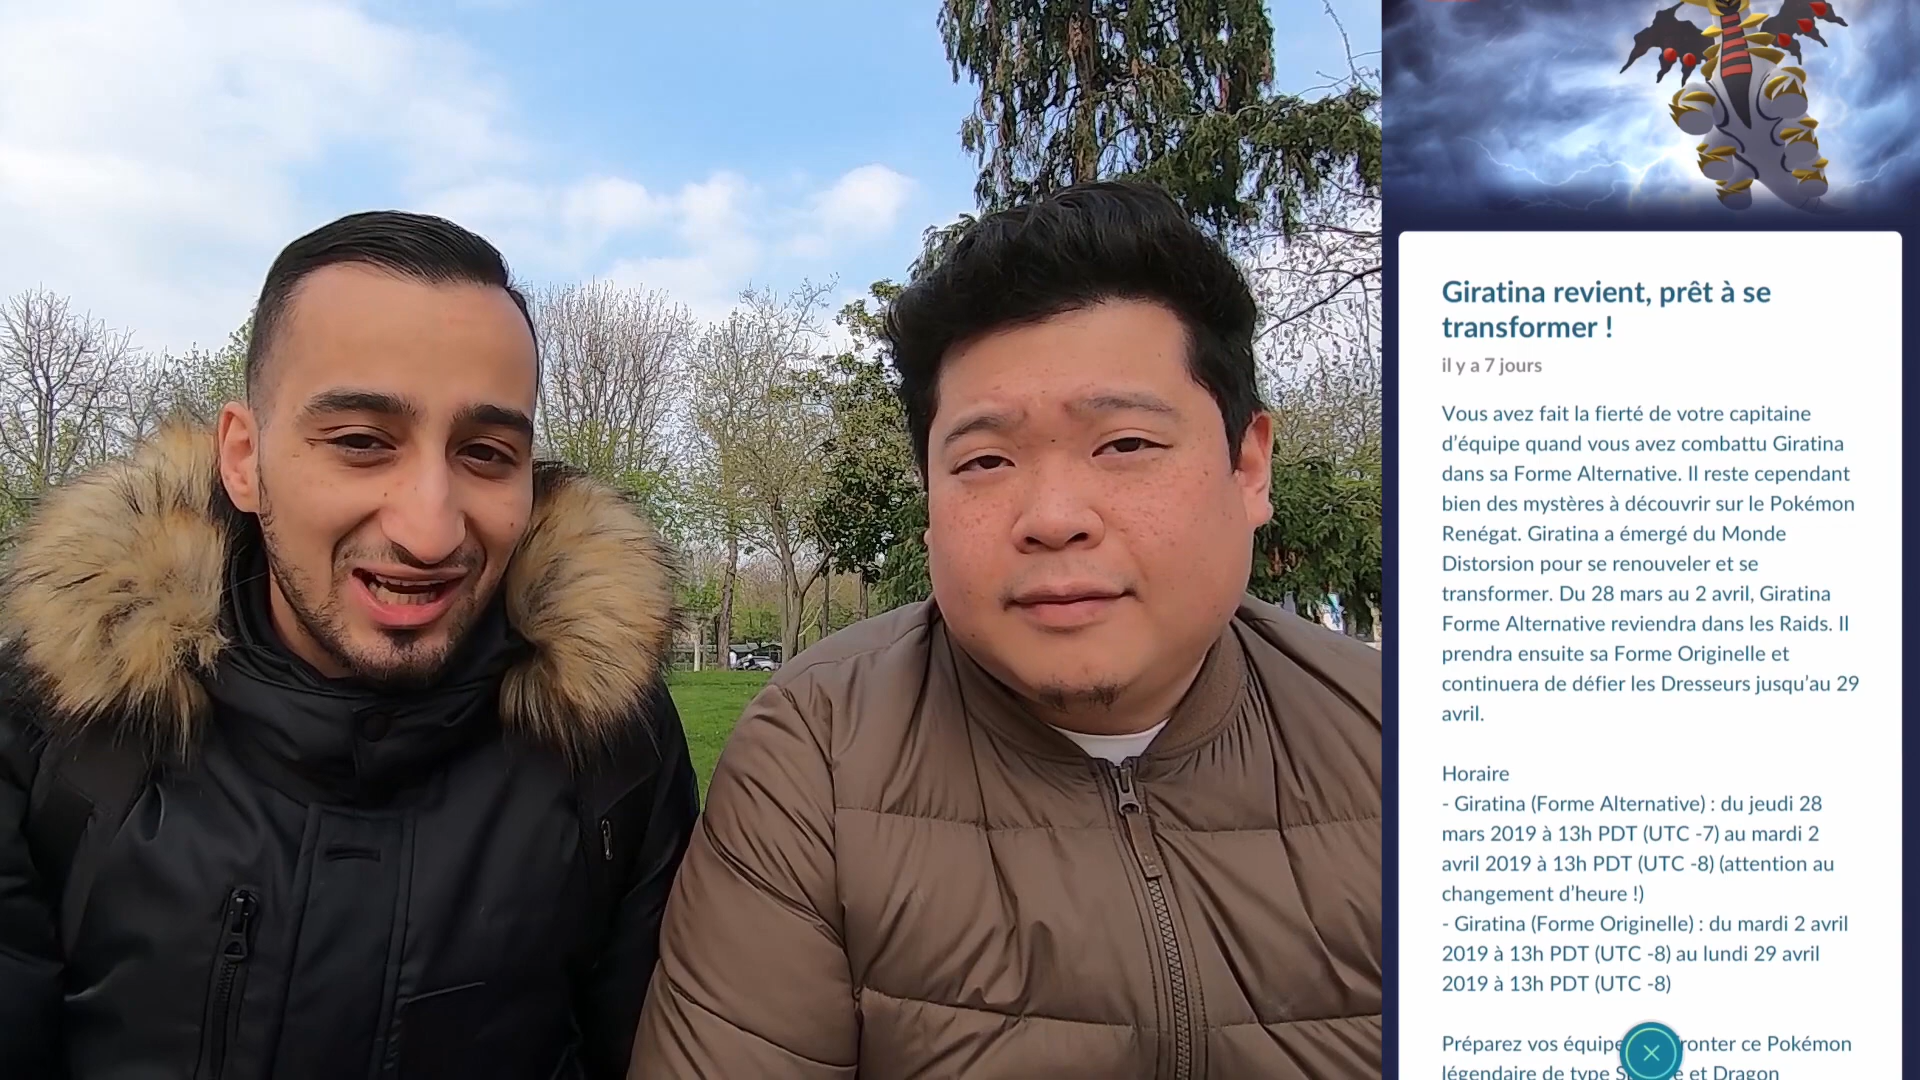 Giratina revient, prêt à se
transformer !
il y a 7 jours
Vous avez fait la fierté de votre capitaine
d'équipe quand vous avez combattu Giratina
dans sa Forme Alternative. Il reste cependant
bien des mystères à découvrir sur le Pokémon
Renégat. Giratina a émergé du Monde
Distorsion pour se renouveler et se
transformer. Du 28 mars au 2 avril, Giratina
Forme Alternative reviendra dans les Raids. Il
prendra ensuite sa Forme Originelle et
continuera de défier les Dresseurs jusqu'au 29
avril.
Horaire
- Giratina (Forme Alternative) : du jeudi 28
mars 2019 à 13h PDT (UTC -7) au mardi 2
avril 2019 à 13h PDT (UTC -8) (attention au
changement d'heure !)
- Giratina (Forme Originelle) : du mardi 2 avril
2019 à 13h PDT (UTC -8) au lundi 29 avril
2019 à 13h PDT (UTC -8)
Préparez vos ce Pokémon
légendaire de type et Dragon